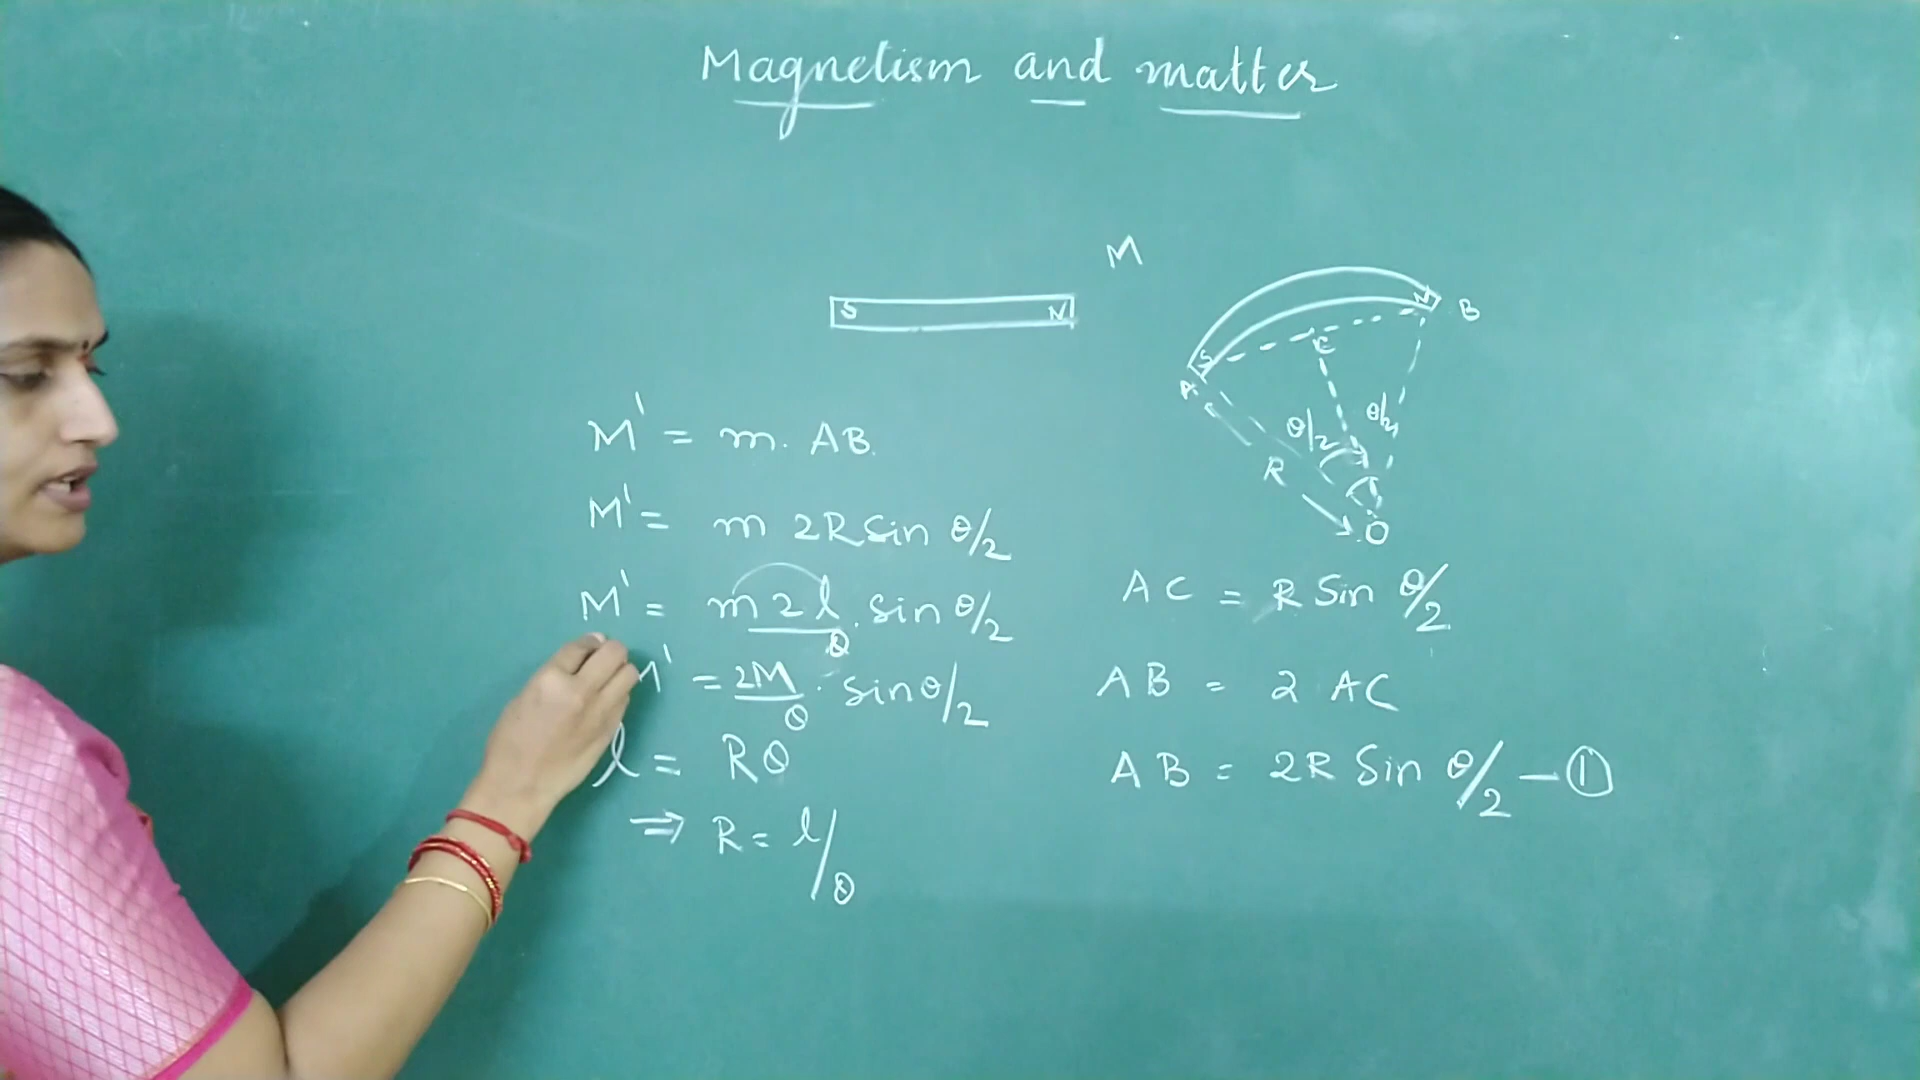 Magnetism and matter
M
S N
S N B
C
A
θ/2 θ/2
R
O
M' = m. AB.
M' = m 2R Sin θ/2
M' = m 2 l/θ . sin θ/2
M' = 2M/θ . sin θ/2
l = Rθ
⇒ R = l/θ
AC = R Sin θ/2
AB = 2 AC
AB = 2R Sin θ/2 — ①